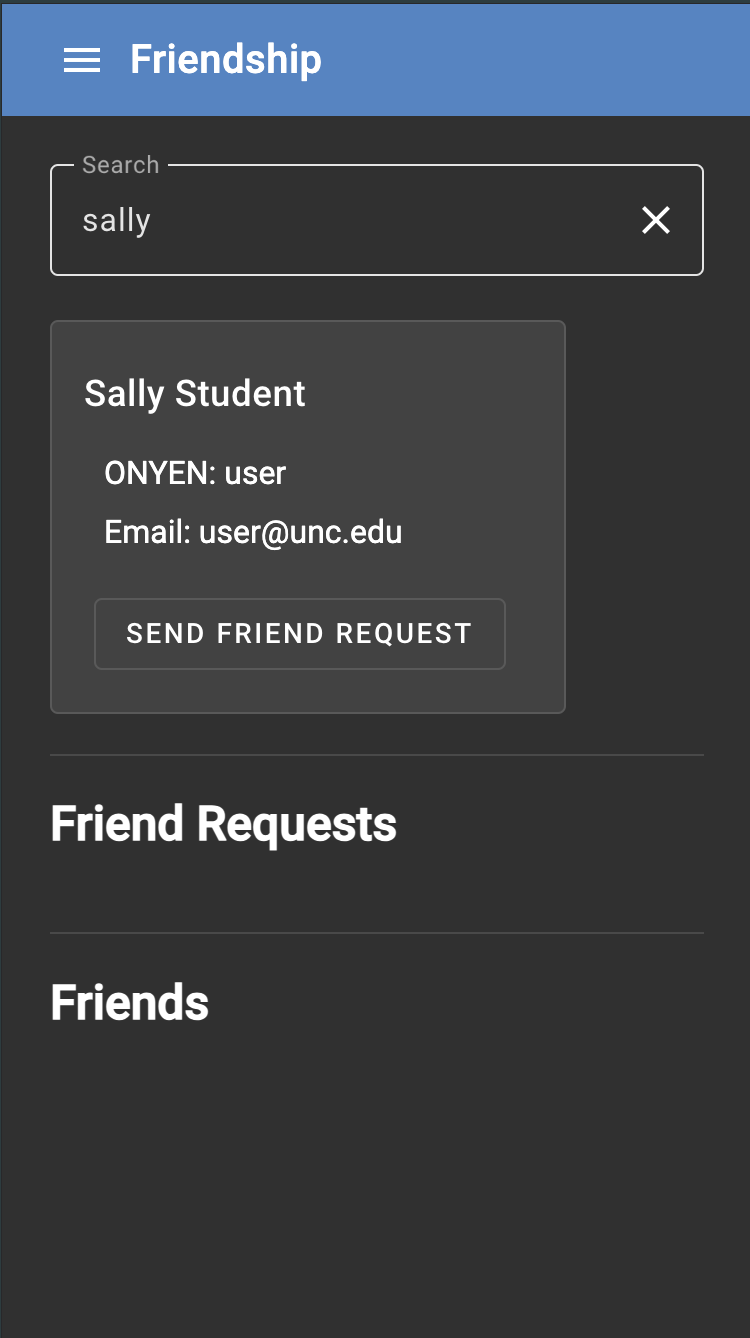 Friendship
Search
sally
Sally Student
ONYEN: user
Email: user@unc.edu
SEND FRIEND REQUEST
Friend Requests
Friends